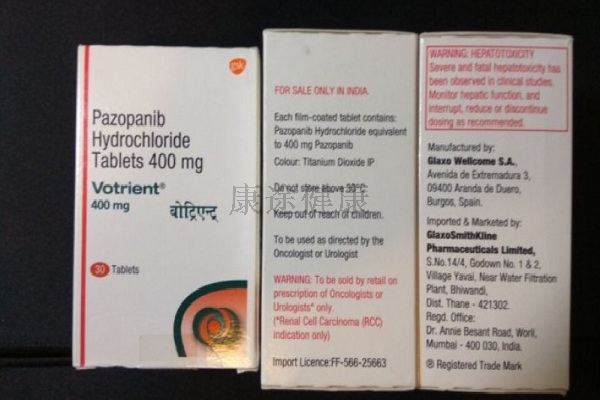 gsk
Pazopanib
Hydrochloride
Tablets 400 mg
Votrient®
400 mg
वोट्रिएन्ट
30 Tablets
FOR SALE ONLY IN INDIA.
Each film-coated tablet contains:
Pazopanib Hydrochloride equivalent
to 400 mg Pazopanib
Colour: Titanium Dioxide IP
Do not store above 30°C.
Keep out of reach of children.
To be used as directed by the
Oncologist or Urologist
WARNING: To be sold by retail on
prescription of Oncologists or
Urologists* only.
(*Renal Cell Carcinoma (RCC)
indication only)
Import Licence:FF-566-25663
WARNING: HEPATOTOXICITY
Severe and fatal hepatotoxicity has
been observed in clinical studies.
Monitor hepatic function, and
interrupt, reduce or discontinue
dosing as recommended.
Manufactured by:
Glaxo Wellcome S.A.,
Avenida de Extremadura 3,
09400 Aranda de Duero,
Burgos, Spain.
Imported & Marketed by:
GlaxoSmithKline
Pharmaceuticals Limited,
S.No.14/4, Godown No. 1 & 2,
Village Yavai, Near Water Filtration
Plant, Bhiwandi,
Dist. Thane - 421302.
Regd. Office:
Dr. Annie Besant Road, Worli,
Mumbai - 400 030, India.
® Registered Trade Mark
康途健康